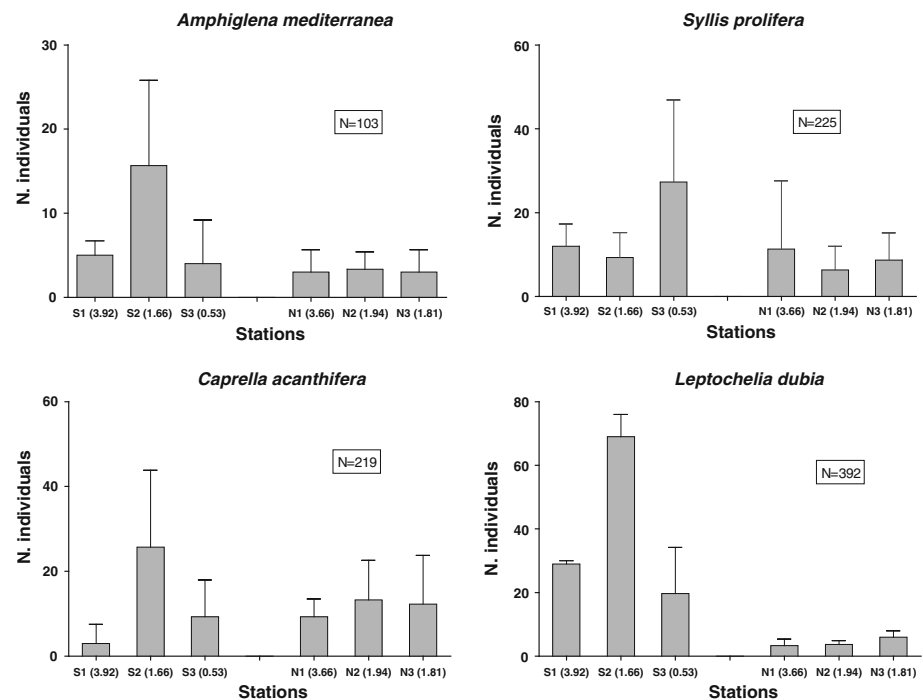 Amphiglena mediterranea
30
20
10
0
N. individuals
N=103
S1 (3.92) S2 (1.66) S3 (0.53) N1 (3.66) N2 (1.94) N3 (1.81)
Stations
Syllis prolifera
60
40
20
0
N. individuals
N=225
S1 (3.92) S2 (1.66) S3 (0.53) N1 (3.66) N2 (1.94) N3 (1.81)
Stations
Caprella acanthifera
60
40
20
0
N. individuals
N=219
S1 (3.92) S2 (1.66) S3 (0.53) N1 (3.66) N2 (1.94) N3 (1.81)
Stations
Leptochelia dubia
80
60
40
20
0
N. individuals
N=392
S1 (3.92) S2 (1.66) S3 (0.53) N1 (3.66) N2 (1.94) N3 (1.81)
Stations